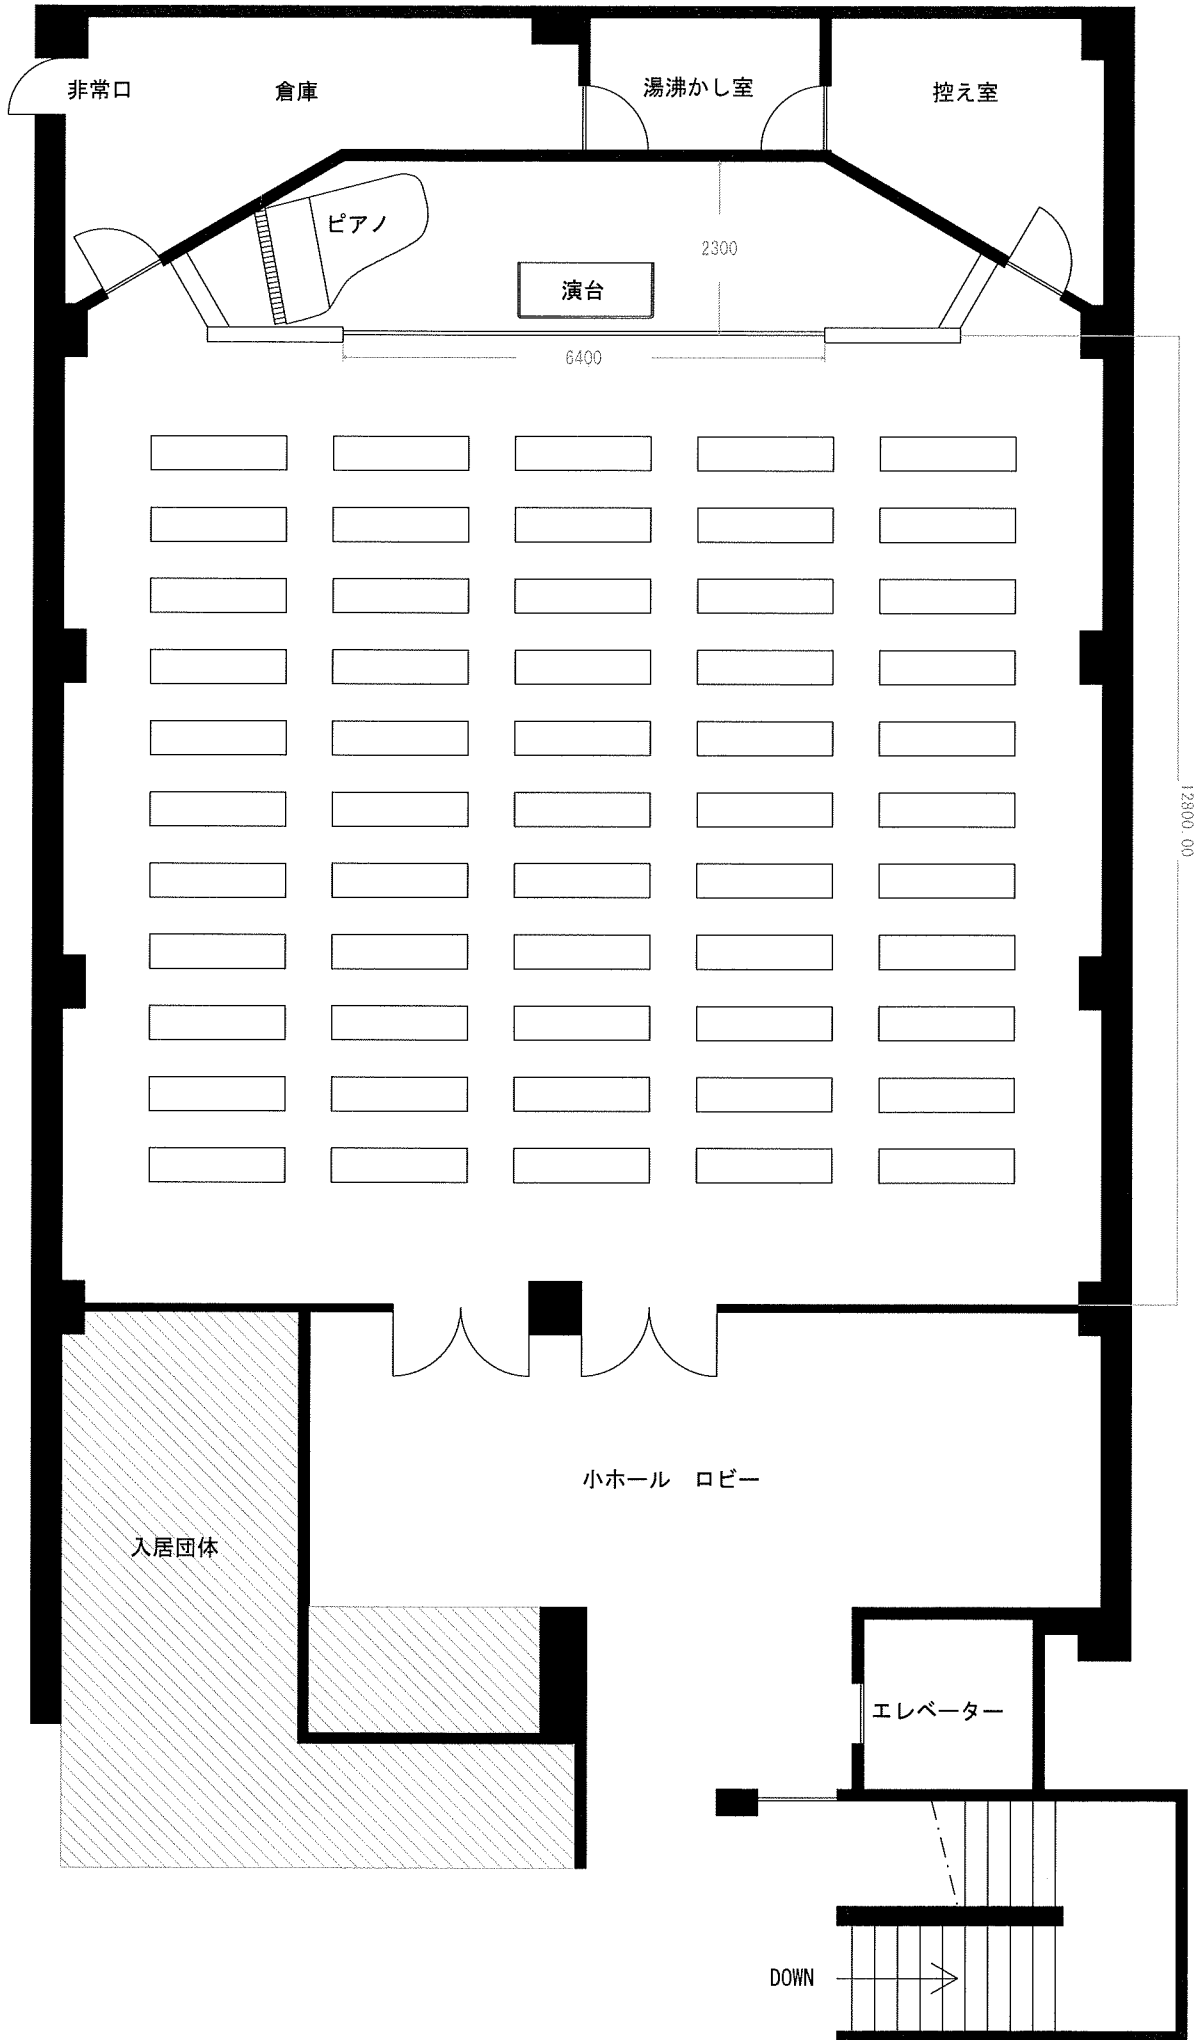 非常口
倉庫
湯沸かし室
控え室
ピアノ
2300
演台
6400
12800.00
小ホール　ロビー
入居団体
エレベーター
DOWN